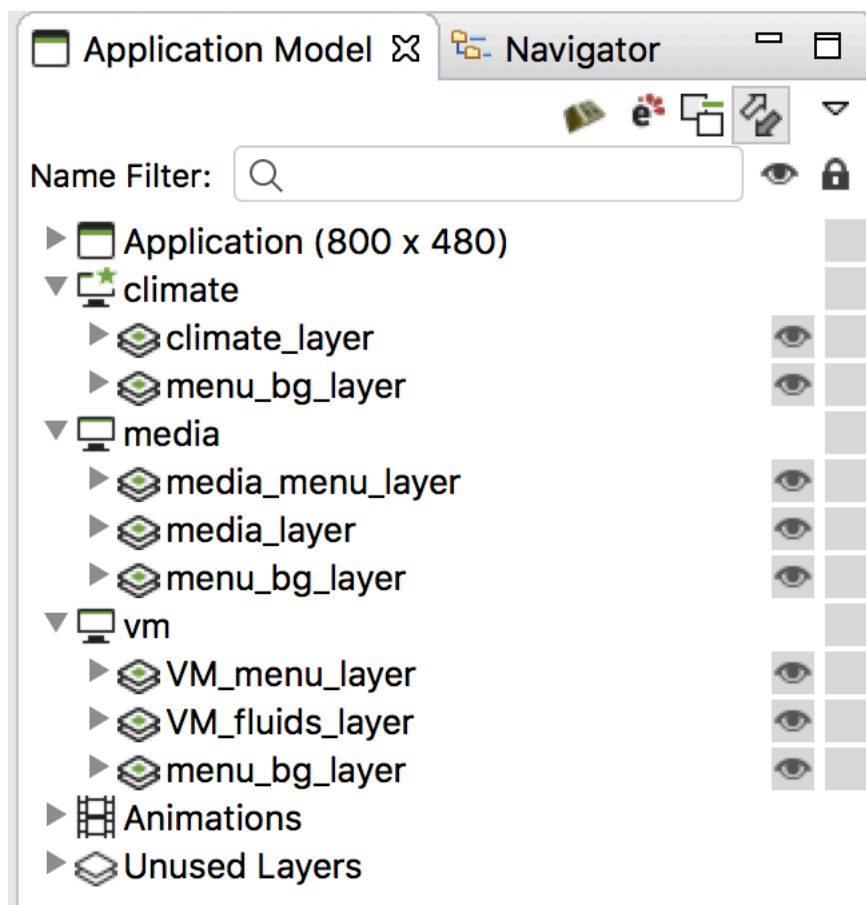 Application Model Navigator
Name Filter:
Application (800 x 480)
climate
climate_layer
menu_bg_layer
media
media_menu_layer
media_layer
menu_bg_layer
vm
VM_menu_layer
VM_fluids_layer
menu_bg_layer
Animations
Unused Layers